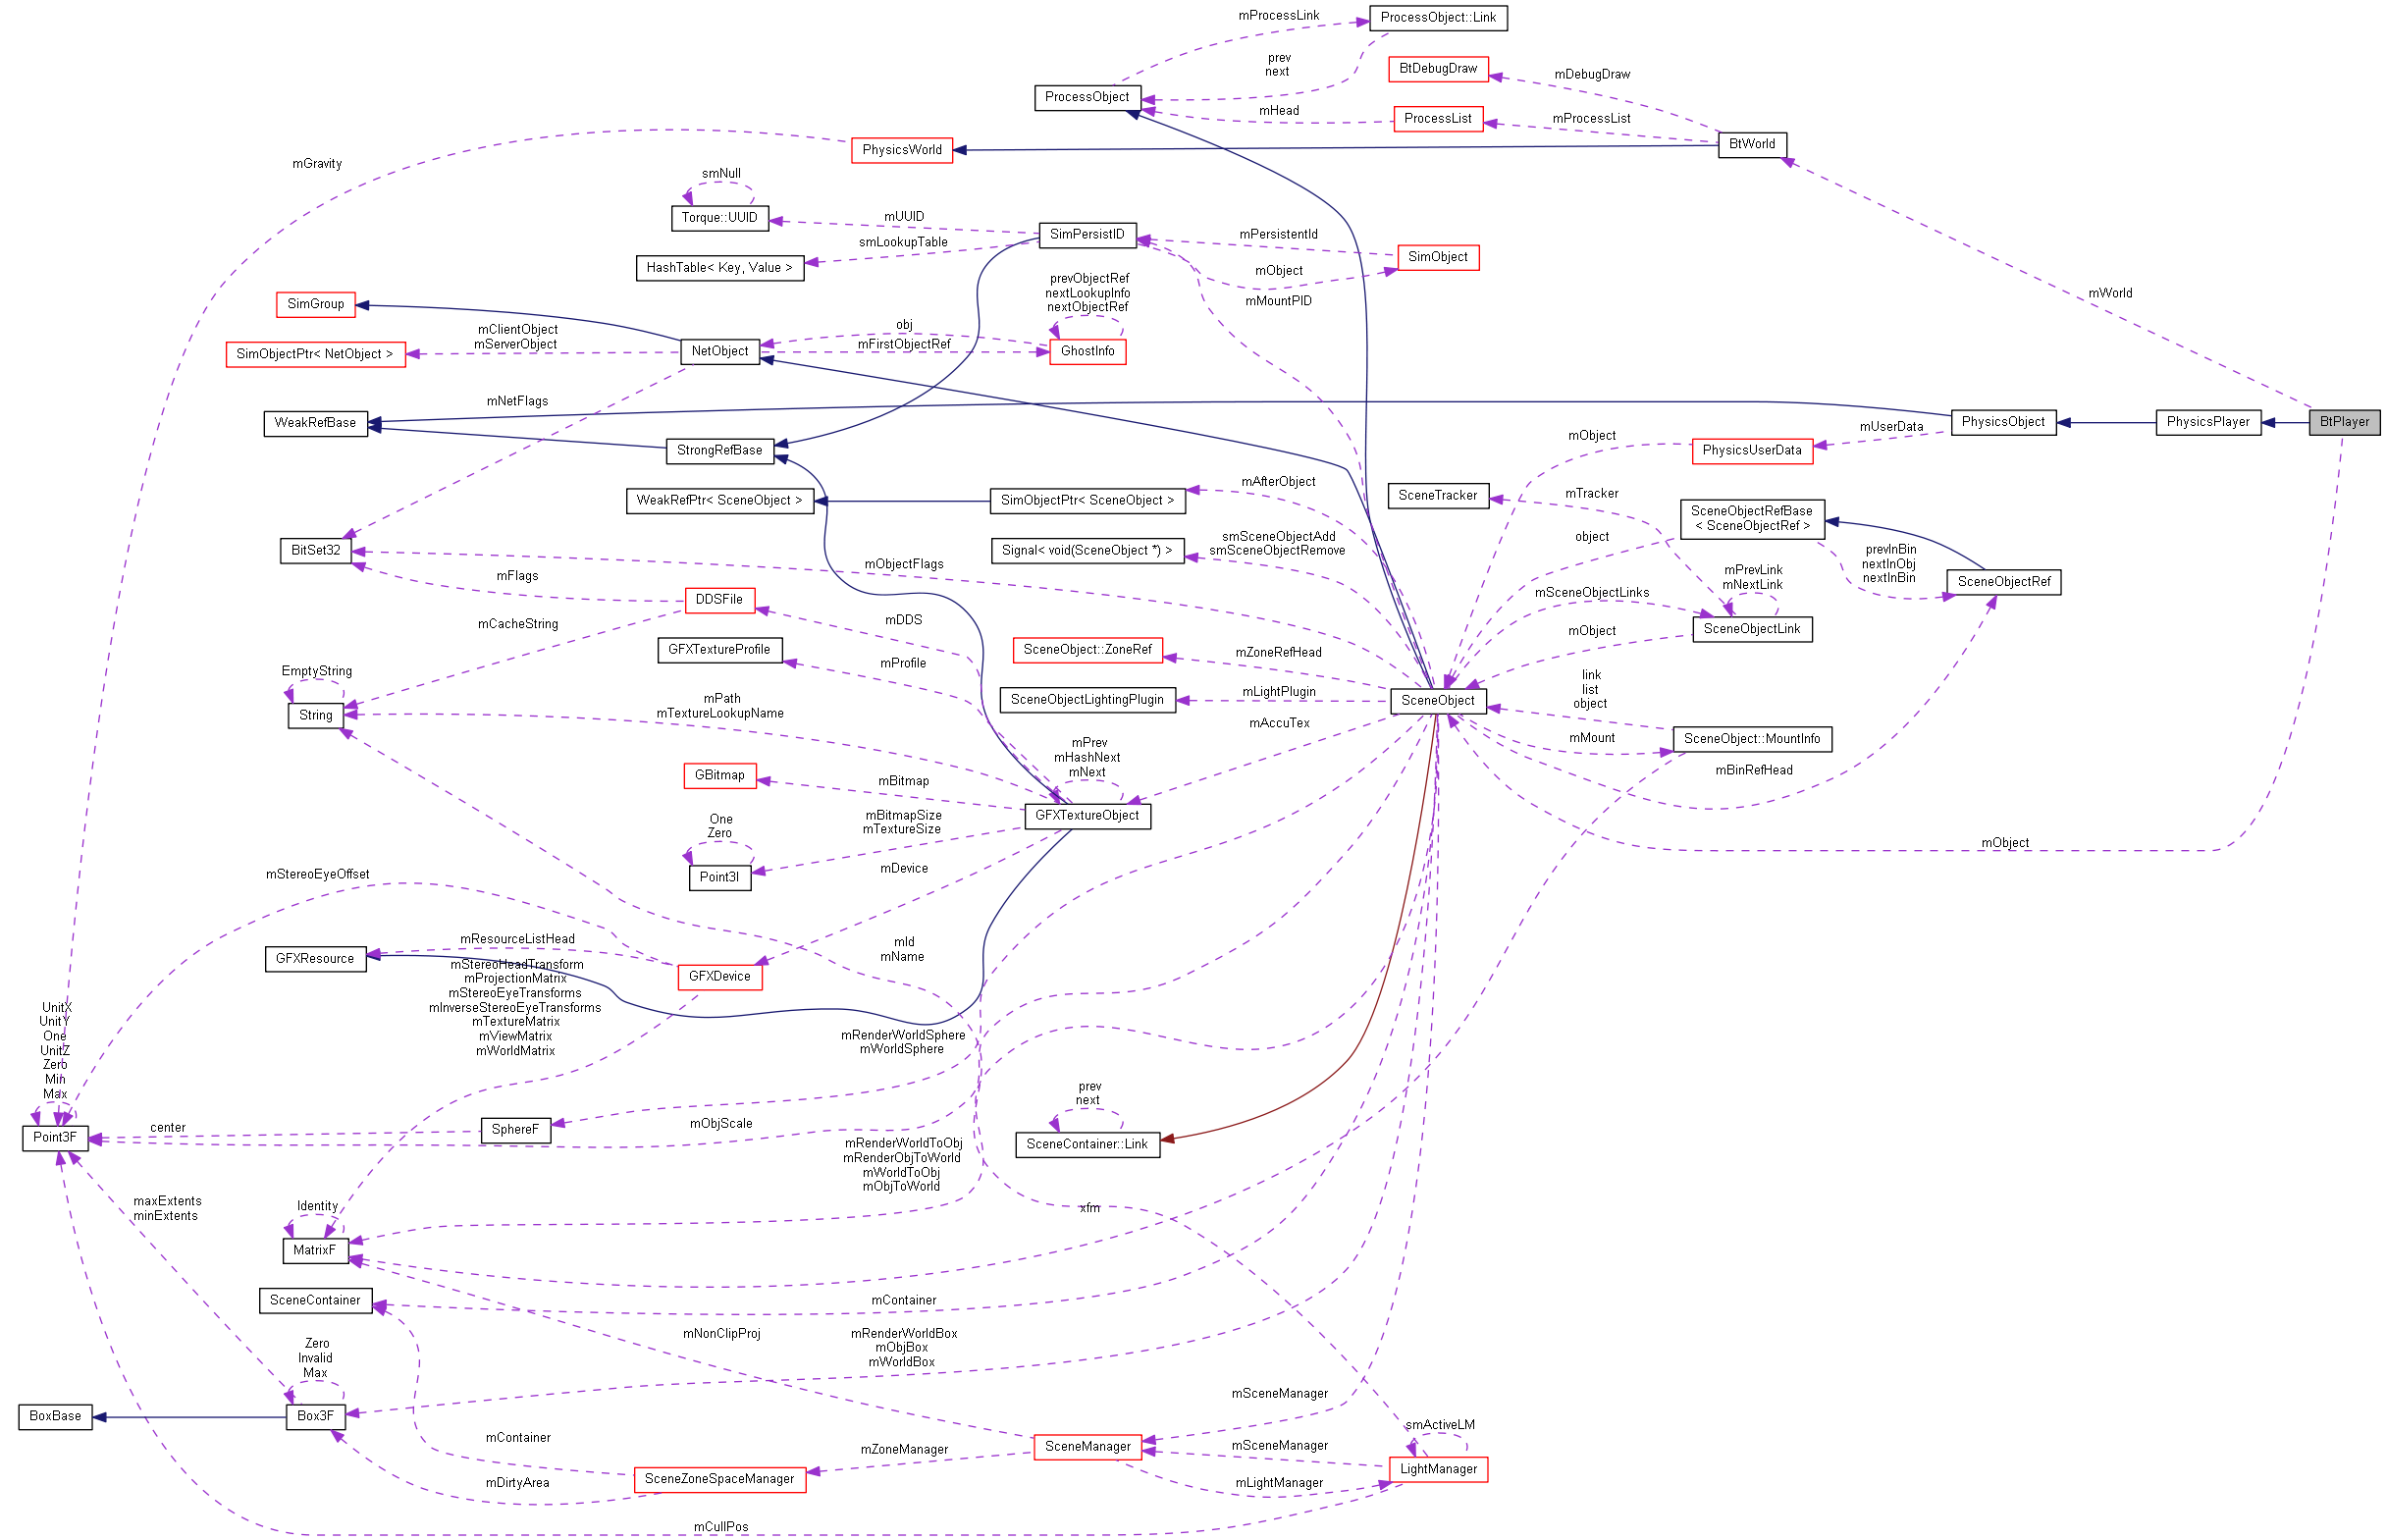 mProcessLink
ProcessObject::Link
prev
next
BtDebugDraw
mDebugDraw
ProcessObject
mHead
ProcessList
mProcessList
BtWorld
PhysicsWorld
mGravity
smNull
Torque::UUID
mUUID
SimPersistID
mPersistentId
SimObject
smLookupTable
HashTable< Key, Value >
mObject
mMountPID
mWorld
prevObjectRef
nextLookupInfo
nextObjectRef
SimGroup
mClientObject
mServerObject
SimObjectPtr< NetObject >
NetObject
obj
mFirstObjectRef
GhostInfo
mNetFlags
WeakRefBase
StrongRefBase
PhysicsObject
PhysicsPlayer
BtPlayer
mUserData
PhysicsUserData
mObject
WeakRefPtr< SceneObject >
SimObjectPtr< SceneObject >
mAfterObject
SceneTracker
mTracker
SceneObjectRefBase
< SceneObjectRef >
BitSet32
Signal< void(SceneObject *) >
smSceneObjectAdd
smSceneObjectRemove
object
prevInBin
nextInObj
nextInBin
SceneObjectRef
mObjectFlags
mFlags
DDSFile
mPrevLink
mNextLink
mSceneObjectLinks
SceneObjectLink
mObject
mCacheString
mDDS
GFXTextureProfile
mProfile
SceneObject::ZoneRef
mZoneRefHead
EmptyString
String
mPath
mTextureLookupName
SceneObjectLightingPlugin
mLightPlugin
SceneObject
link
list
object
mAccuTex
mMount
SceneObject::MountInfo
mBinRefHead
mPrev
mHashNext
mNext
GBitmap
mBitmap
GFXTextureObject
mBitmapSize
mTextureSize
One
Zero
Point3I
mDevice
mObject
mStereoEyeOffset
mResourceListHead
GFXResource
GFXDevice
mId
mName
mStereoHeadTransform
mProjectionMatrix
mStereoEyeTransforms
mInverseStereoEyeTransforms
mTextureMatrix
mViewMatrix
mWorldMatrix
UnitX
UnitY
One
UnitZ
Zero
Min
Max
Point3F
mRenderWorldSphere
mWorldSphere
center
SphereF
mObjScale
prev
next
SceneContainer::Link
mRenderWorldToObj
mRenderObjToWorld
mWorldToObj
mObjToWorld
maxExtents
minExtents
Identity
MatrixF
xfm
SceneContainer
mContainer
mNonClipProj
mRenderWorldBox
mObjBox
mWorldBox
Zero
Invalid
Max
BoxBase
Box3F
mSceneManager
mContainer
mZoneManager
SceneManager
mSceneManager
smActiveLM
LightManager
SceneZoneSpaceManager
mDirtyArea
mLightManager
mCullPos